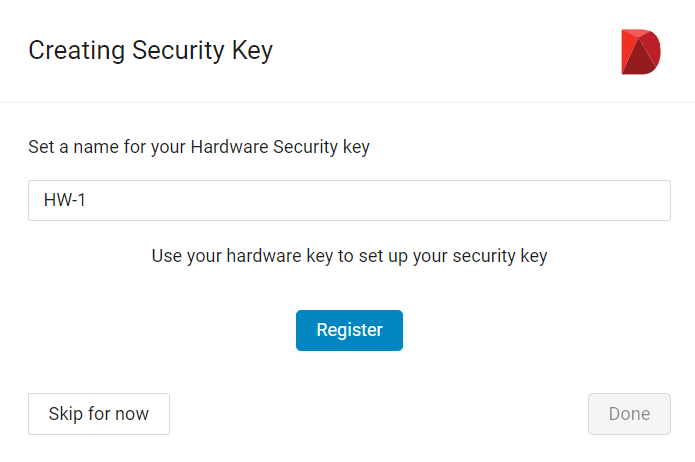 Creating Security Key
Set a name for your Hardware Security key
HW-1
Use your hardware key to set up your security key
Register
Skip for now
Done